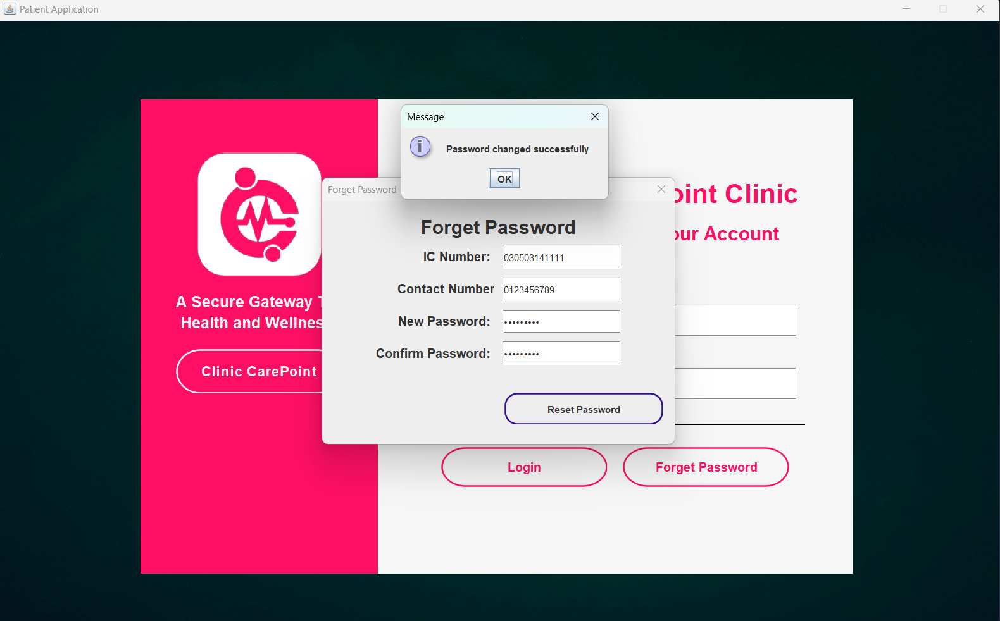 Patient Application
Message
Password changed successfully
OK
Forget Password
Forget Password
IC Number: 030503141111
Contact Number 0123456789
New Password: •••••••••
Confirm Password: •••••••••
Reset Password
A Secure Gateway
Health and Wellnes
Clinic CarePoint
oint Clinic
our Account
Login
Forget Password